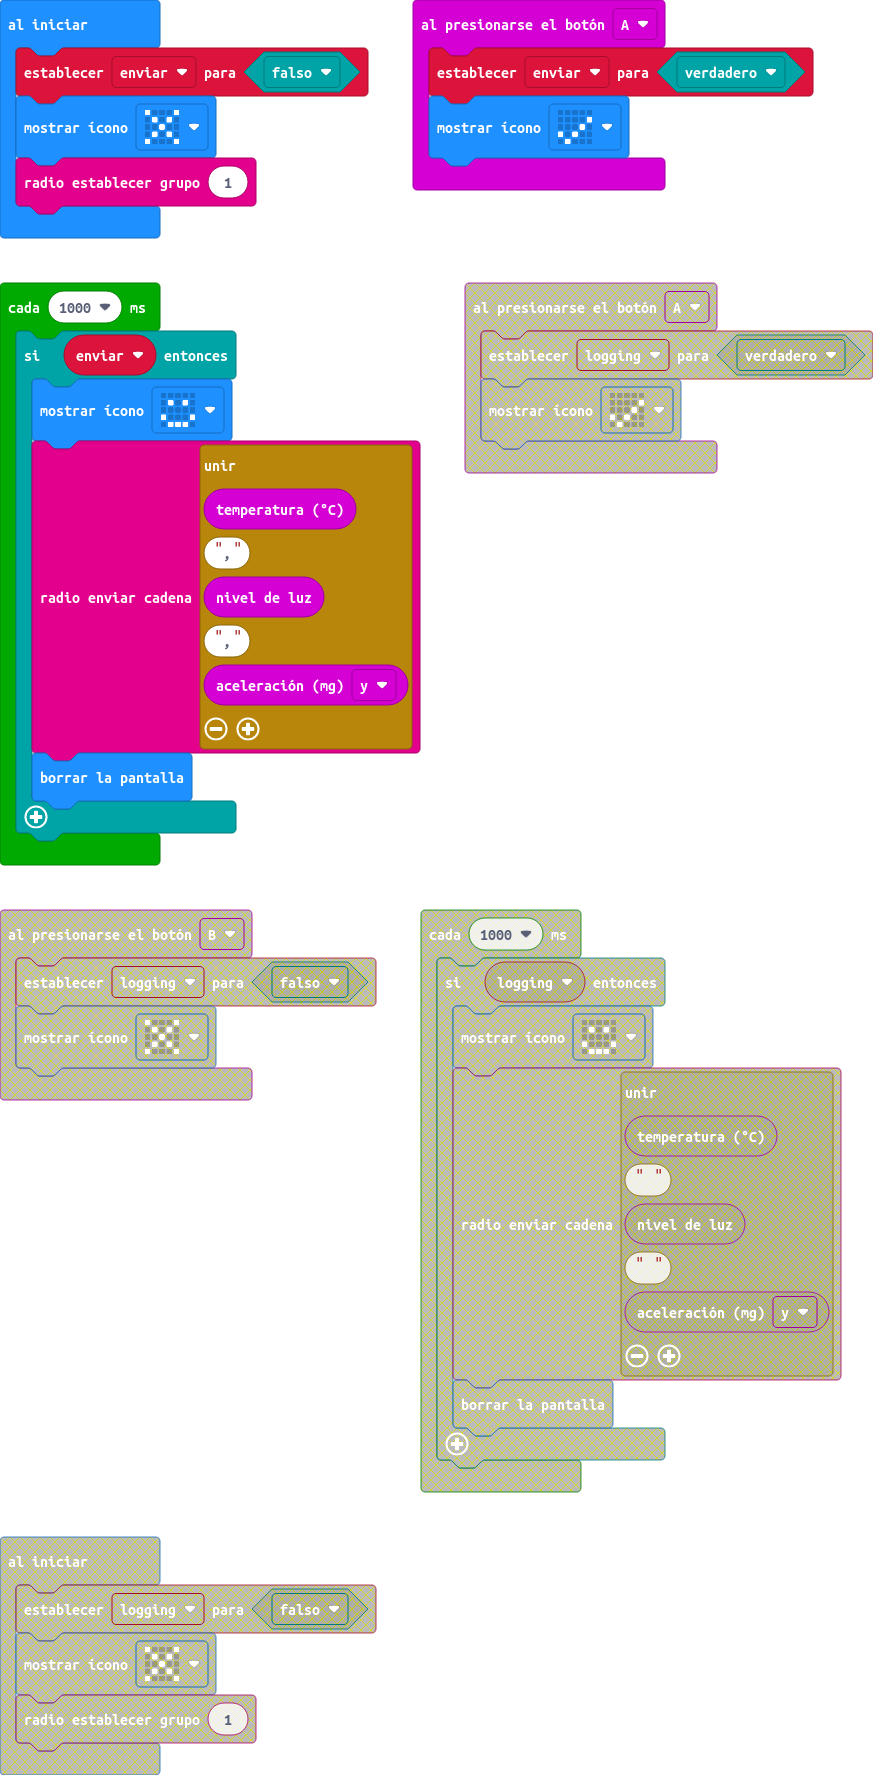 al iniciar
establecer enviar para falso
mostrar ícono
radio establecer grupo 1
al presionarse el botón A
establecer enviar para verdadero
mostrar ícono
cada 1000 ms
si enviar entonces
mostrar ícono
radio enviar cadena
unir
temperatura (°C)
","
nivel de luz
","
aceleración (mg) y
borrar la pantalla
al presionarse el botón A
establecer logging para verdadero
mostrar ícono
al presionarse el botón B
establecer logging para falso
mostrar ícono
cada 1000 ms
si logging entonces
mostrar ícono
radio enviar cadena
unir
temperatura (°C)
" "
nivel de luz
" "
aceleración (mg) y
borrar la pantalla
al iniciar
establecer logging para falso
mostrar ícono
radio establecer grupo 1